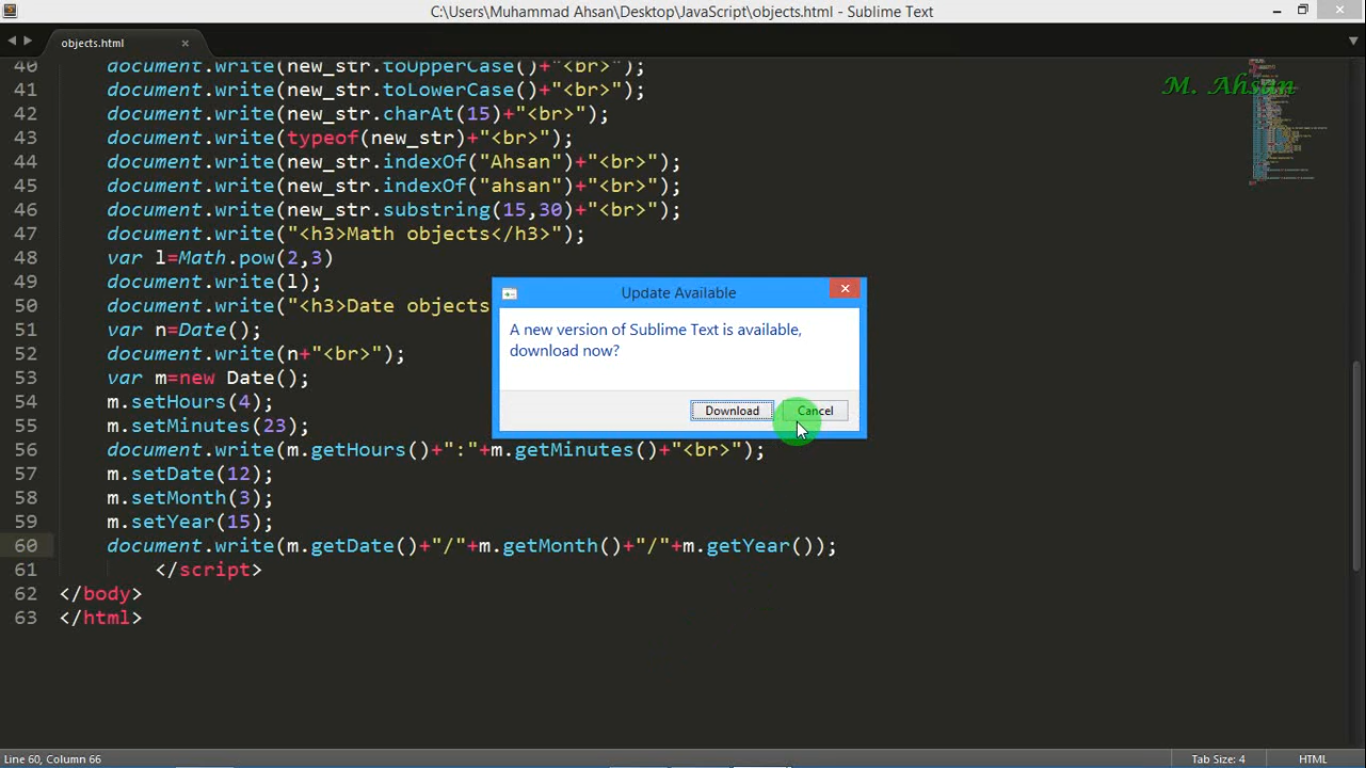 C:\Users\Muhammad Ahsan\Desktop\JavaScript\objects.html - Sublime Text
objects.html
M. Ahsan
40 document.write(new_str.toUpperCase()+"<br>");
41 document.write(new_str.toLowerCase()+"<br>");
42 document.write(new_str.charAt(15)+"<br>");
43 document.write(typeof(new_str)+"<br>");
44 document.write(new_str.indexOf("Ahsan")+"<br>");
45 document.write(new_str.indexOf("ahsan")+"<br>");
46 document.write(new_str.substring(15,30)+"<br>");
47 document.write("<h3>Math objects</h3>");
48 var l=Math.pow(2,3)
49 document.write(l);
50 document.write("<h3>Date objects
51 var n=Date();
52 document.write(n+"<br>");
53 var m=new Date();
54 m.setHours(4);
55 m.setMinutes(23);
56 document.write(m.getHours()+":"+m.getMinutes()+"<br>");
57 m.setDate(12);
58 m.setMonth(3);
59 m.setYear(15);
60 document.write(m.getDate()+"/"+m.getMonth()+"/"+m.getYear());
61 </script>
62 </body>
63 </html>
Update Available
A new version of Sublime Text is available,
download now?
Download Cancel
Line 60, Column 66 Tab Size: 4 HTML